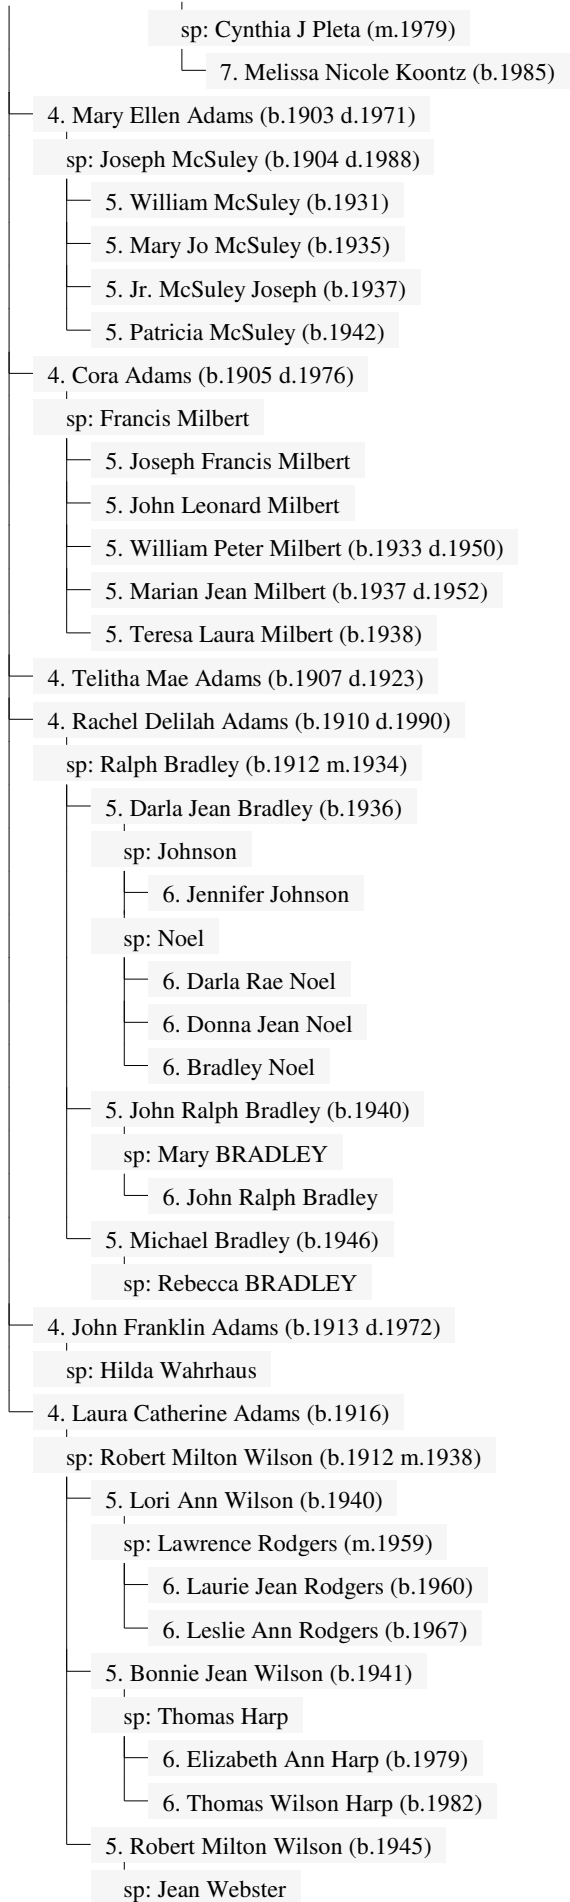 sp: Cynthia J Pleta (m.1979)
7. Melissa Nicole Koontz (b.1985)
4. Mary Ellen Adams (b.1903 d.1971)
sp: Joseph McSuley (b.1904 d.1988)
5. William McSuley (b.1931)
5. Mary Jo McSuley (b.1935)
5. Jr. McSuley Joseph (b.1937)
5. Patricia McSuley (b.1942)
4. Cora Adams (b.1905 d.1976)
sp: Francis Milbert
5. Joseph Francis Milbert
5. John Leonard Milbert
5. William Peter Milbert (b.1933 d.1950)
5. Marian Jean Milbert (b.1937 d.1952)
5. Teresa Laura Milbert (b.1938)
4. Telitha Mae Adams (b.1907 d.1923)
4. Rachel Delilah Adams (b.1910 d.1990)
sp: Ralph Bradley (b.1912 m.1934)
5. Darla Jean Bradley (b.1936)
sp: Johnson
6. Jennifer Johnson
sp: Noel
6. Darla Rae Noel
6. Donna Jean Noel
6. Bradley Noel
5. John Ralph Bradley (b.1940)
sp: Mary BRADLEY
6. John Ralph Bradley
5. Michael Bradley (b.1946)
sp: Rebecca BRADLEY
4. John Franklin Adams (b.1913 d.1972)
sp: Hilda Wahrhaus
4. Laura Catherine Adams (b.1916)
sp: Robert Milton Wilson (b.1912 m.1938)
5. Lori Ann Wilson (b.1940)
sp: Lawrence Rodgers (m.1959)
6. Laurie Jean Rodgers (b.1960)
6. Leslie Ann Rodgers (b.1967)
5. Bonnie Jean Wilson (b.1941)
sp: Thomas Harp
6. Elizabeth Ann Harp (b.1979)
6. Thomas Wilson Harp (b.1982)
5. Robert Milton Wilson (b.1945)
sp: Jean Webster